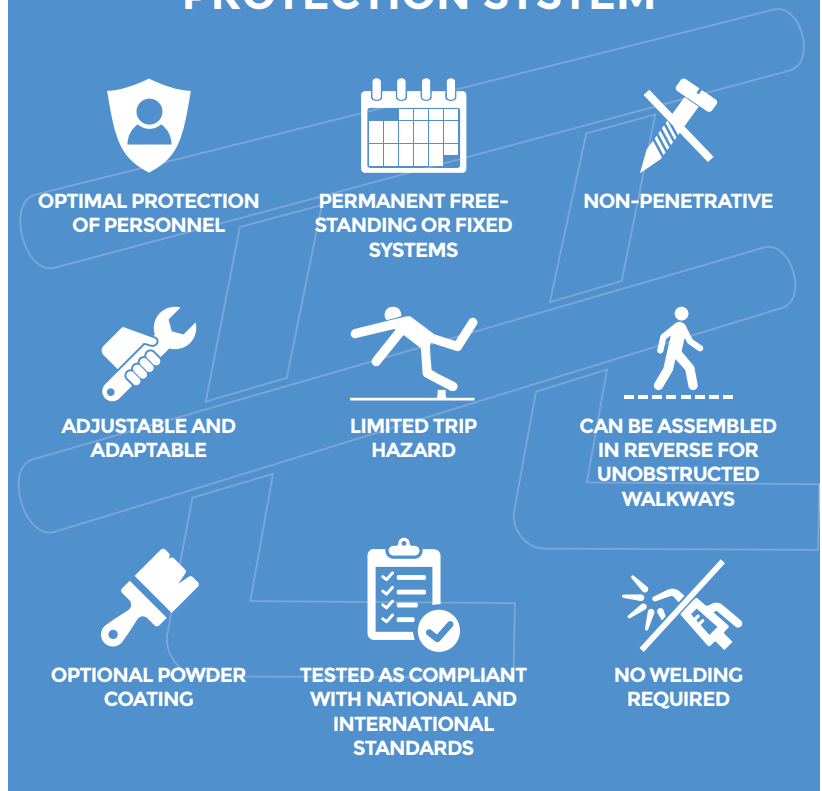 PROTECTION SYSTEM
OPTIMAL PROTECTION
OF PERSONNEL
PERMANENT FREE-
STANDING OR FIXED
SYSTEMS
NON-PENETRATIVE
ADJUSTABLE AND
ADAPTABLE
LIMITED TRIP
HAZARD
CAN BE ASSEMBLED
IN REVERSE FOR
UNOBSTRUCTED
WALKWAYS
OPTIONAL POWDER
COATING
TESTED AS COMPLIANT
WITH NATIONAL AND
INTERNATIONAL
STANDARDS
NO WELDING
REQUIRED